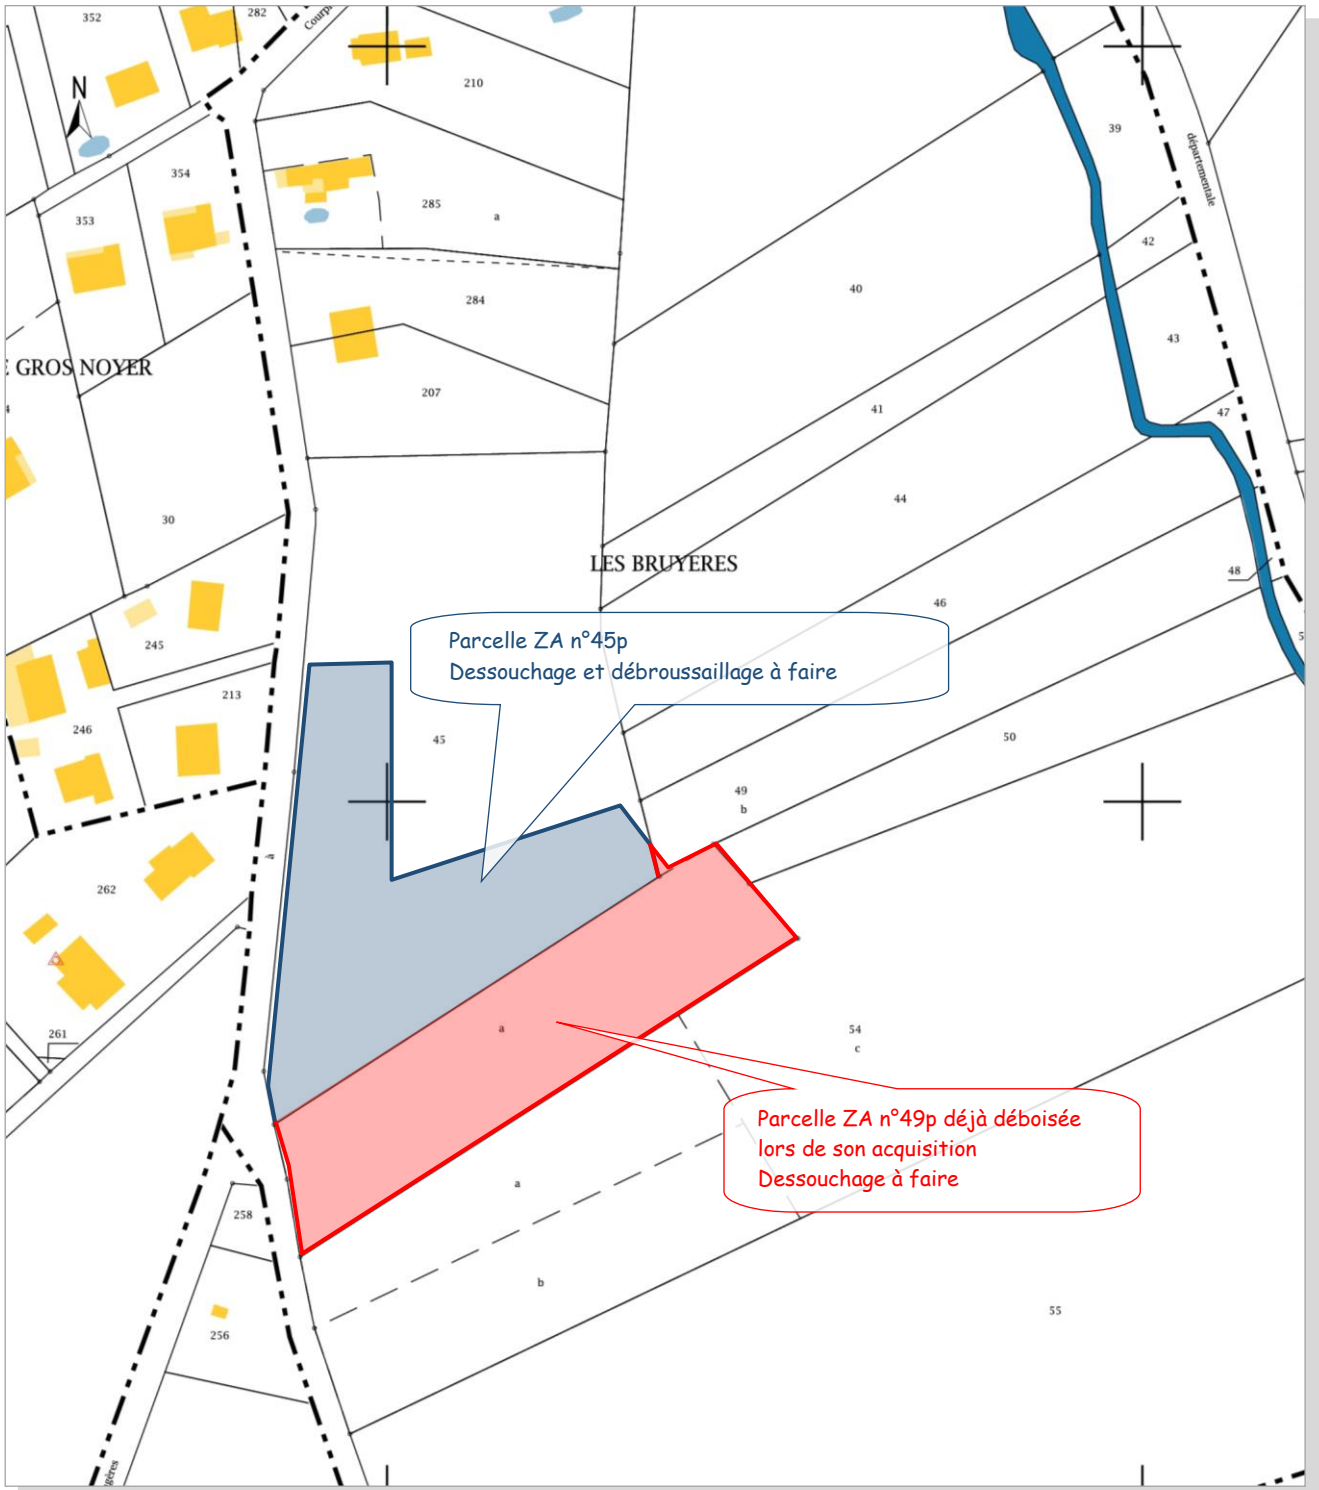 352
282
N
210
39
départementale
354
353
285
a
42
284
40
43
GROS NOYER
207
41
47
44
30
LES BRUYERES
48
46
245
Parcelle ZA n°45p
Dessouchage et débroussaillage à faire
213
246
45
50
49
b
a
262
a
54
c
261
Parcelle ZA n°49p déjà déboisée
lors de son acquisition
Dessouchage à faire
a
258
b
256
55